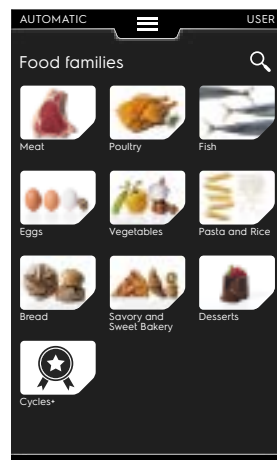 AUTOMATIC USER
Food families
Meat Poultry Fish
Eggs Vegetables Pasta and Rice
Bread Savory and Sweet Bakery Desserts
Cycles+